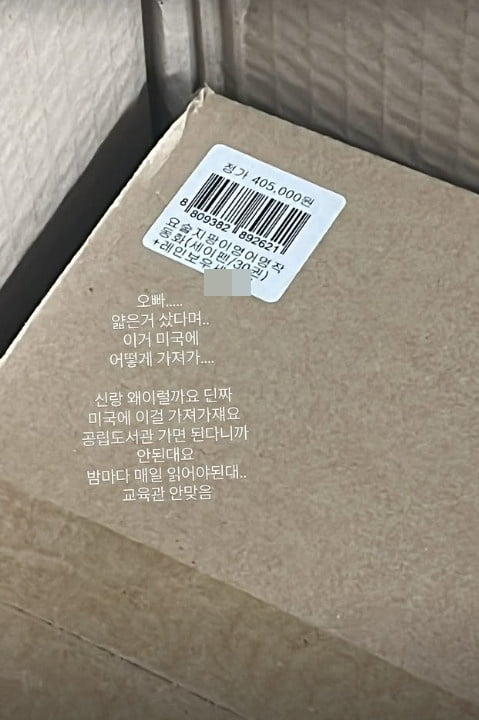 정가 405,000원
8 809382 892621
요술지팡이영어명작
동화(세이펜/30권)
+레인보우
오빠.....
얇은거 샀다며..
이거 미국에
어떻게 가져가....
신랑 왜이럴까요 딘짜
미국에 이걸 가져가재요
공립도서관 가면 된다니까
안된대요
밤마다 매일 읽어야된대..
교육관 안맞음